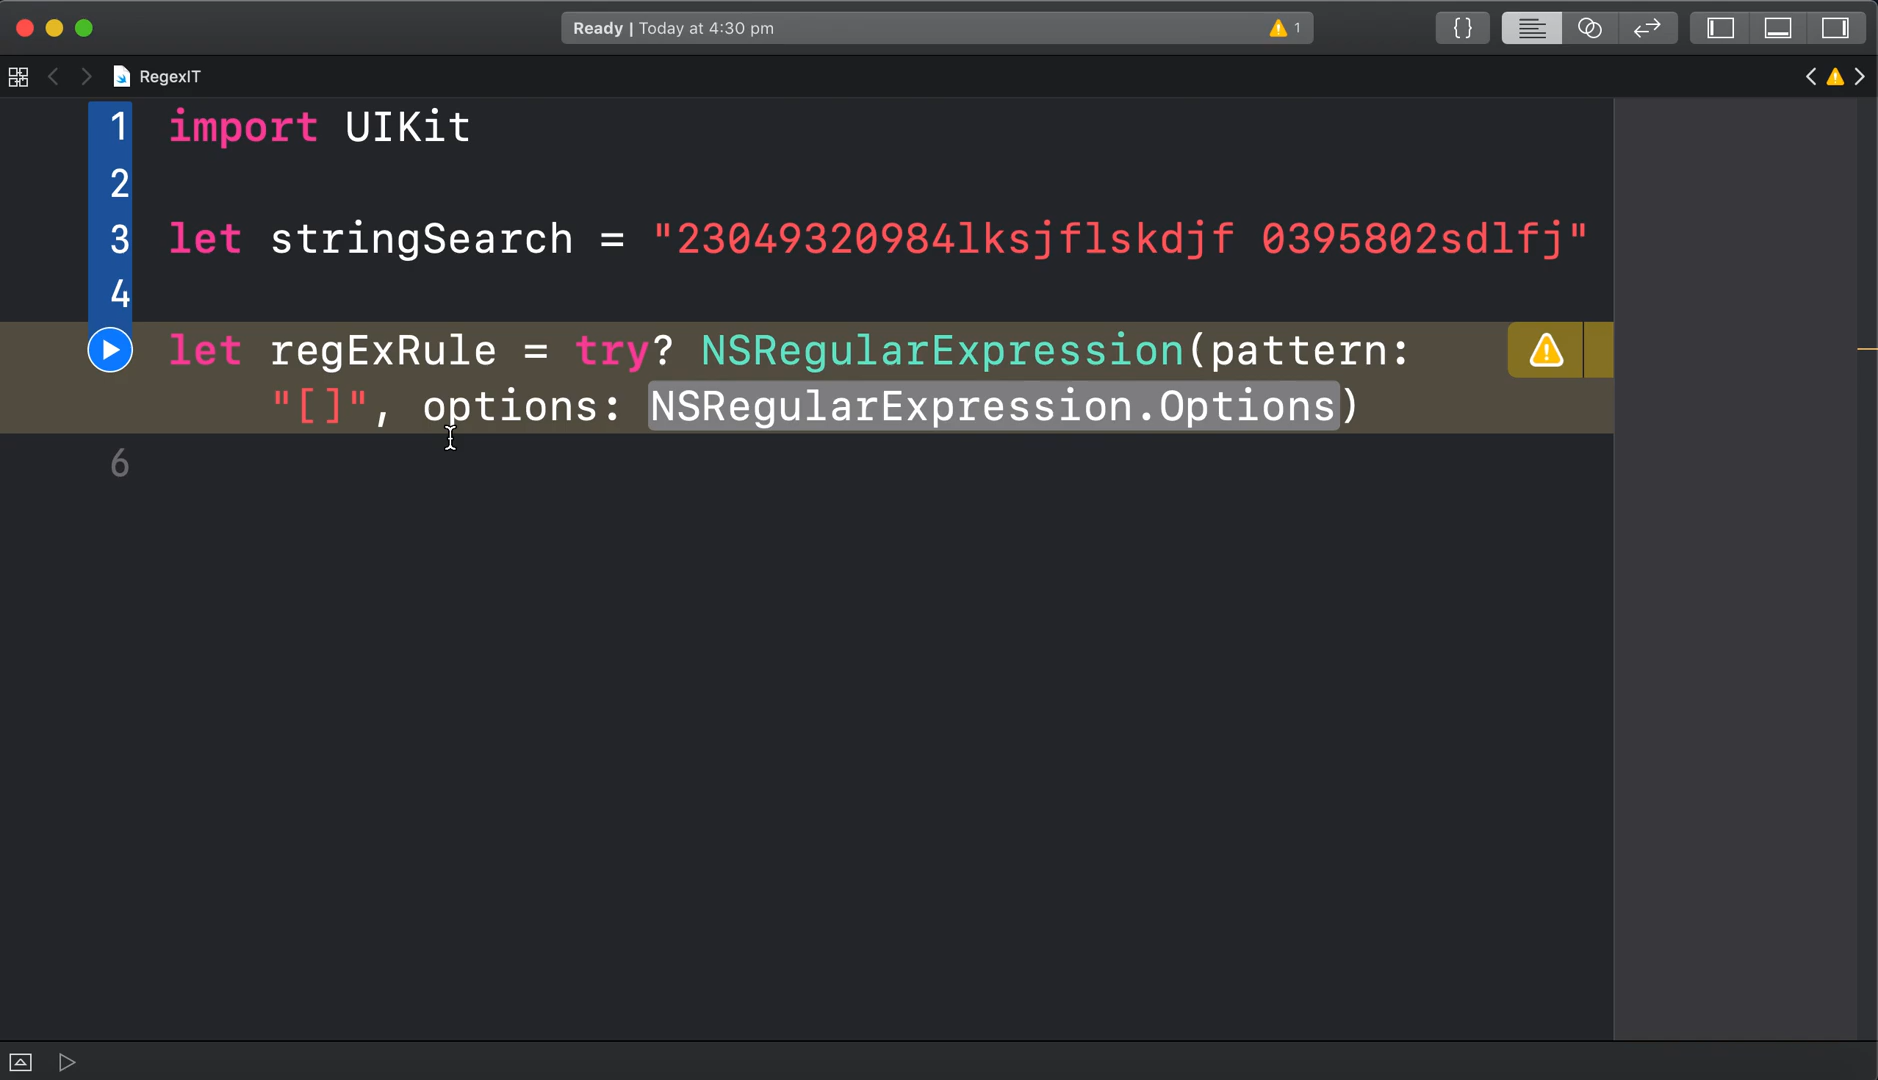 Ready | Today at 4:30 pm
1
{}
RegexIT
1 import UIKit
2
3 let stringSearch = "23049320984lksjflskdjf 0395802sdlfj"
4
let regExRule = try? NSRegularExpression(pattern:
"[]", options: NSRegularExpression.Options)
6